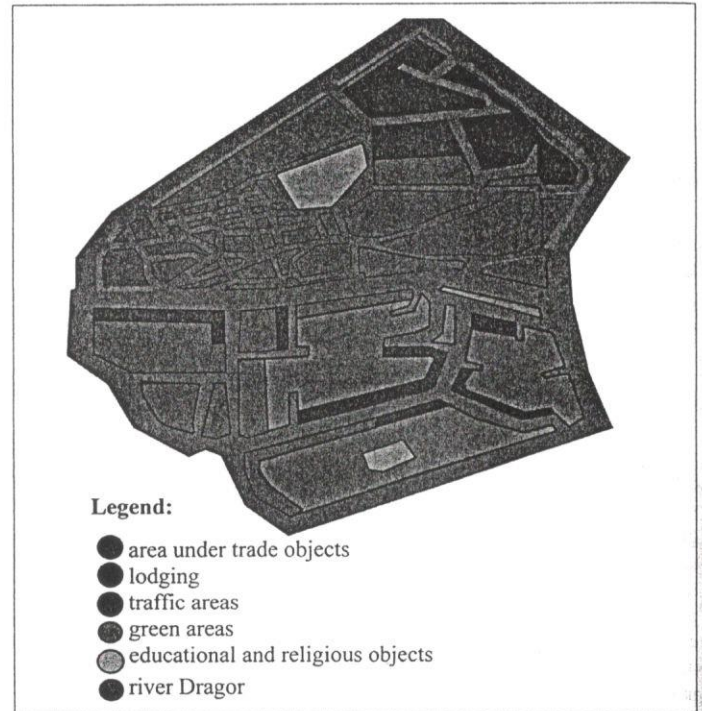 Legend:
area under trade objects
lodging
traffic areas
green areas
educational and religious objects
river Dragor